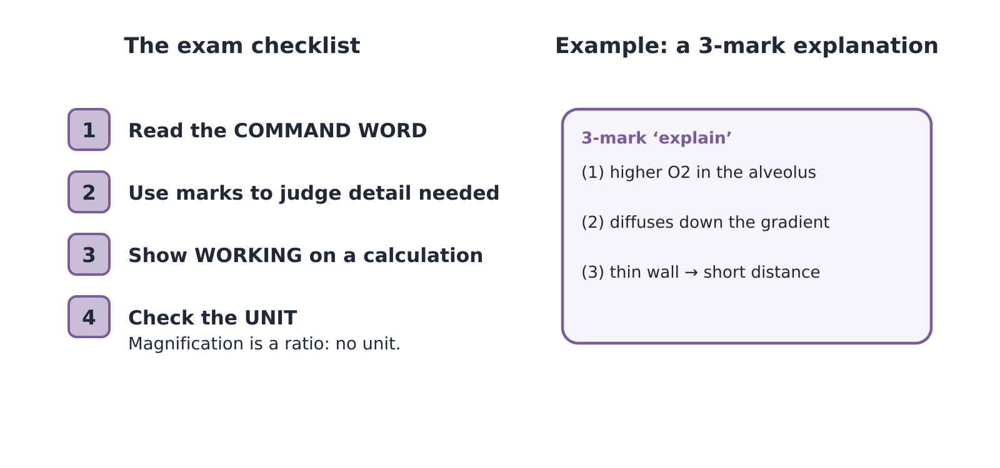 The exam checklist
1
Read the COMMAND WORD
2
Use marks to judge detail needed
3
Show WORKING on a calculation
4
Check the UNIT
Magnification is a ratio: no unit.
Example: a 3-mark explanation
3-mark ‘explain’
(1) higher O2 in the alveolus
(2) diffuses down the gradient
(3) thin wall → short distance